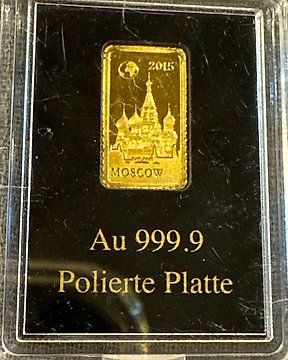 2015
MOSCOW
Au 999.9
Polierte Platte